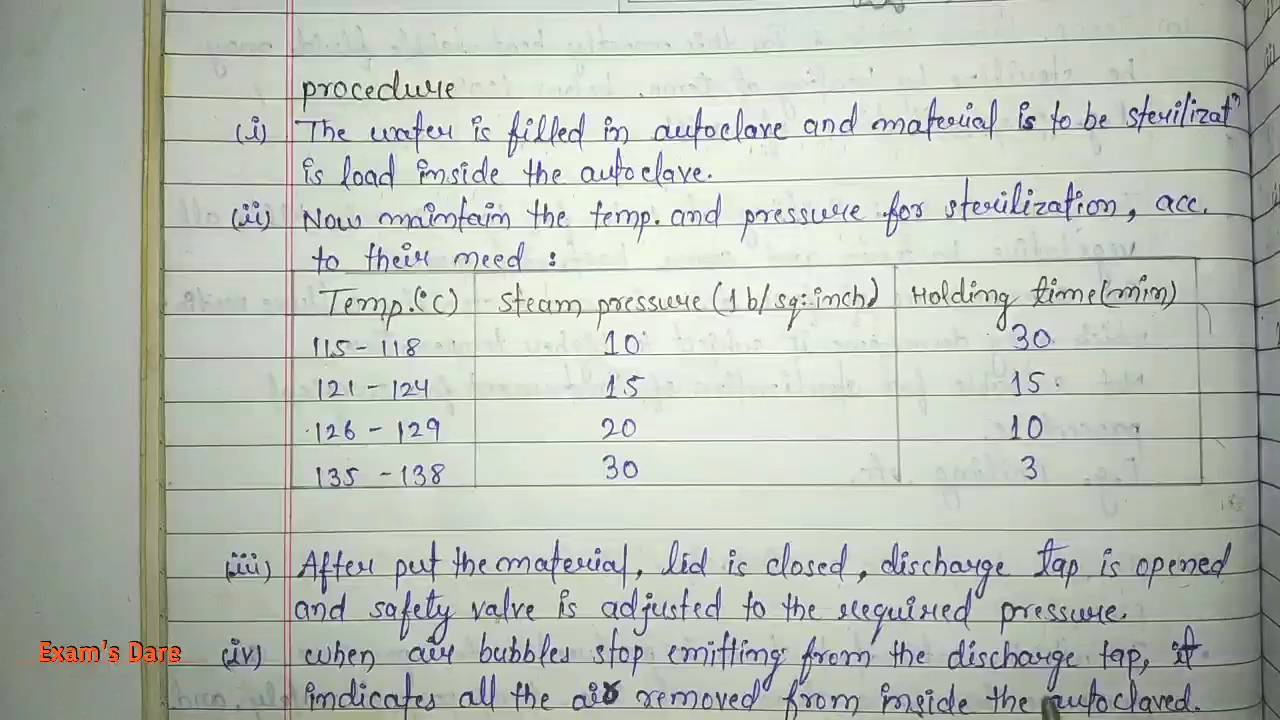 procedure
(i) The water is filled in autoclave and material is to be sterilizatⁿ
is load inside the autoclave.
(ii) Now maintain the temp. and pressure for sterilization, acc.
to their need :
Temp.(°C) Steam pressure (1b/sq:inch) Holding time(min)
115-118 10 30
121-124 15 15
126-129 20 10
135-138 30 3
(iii) After put the material, lid is closed, discharge tap is opened
and safety valve is adjusted to the required pressure.
Exam's Dare
(iv) when air bubbles stop emitting from the discharge tap, it
indicates all the air removed from inside the autoclaved.